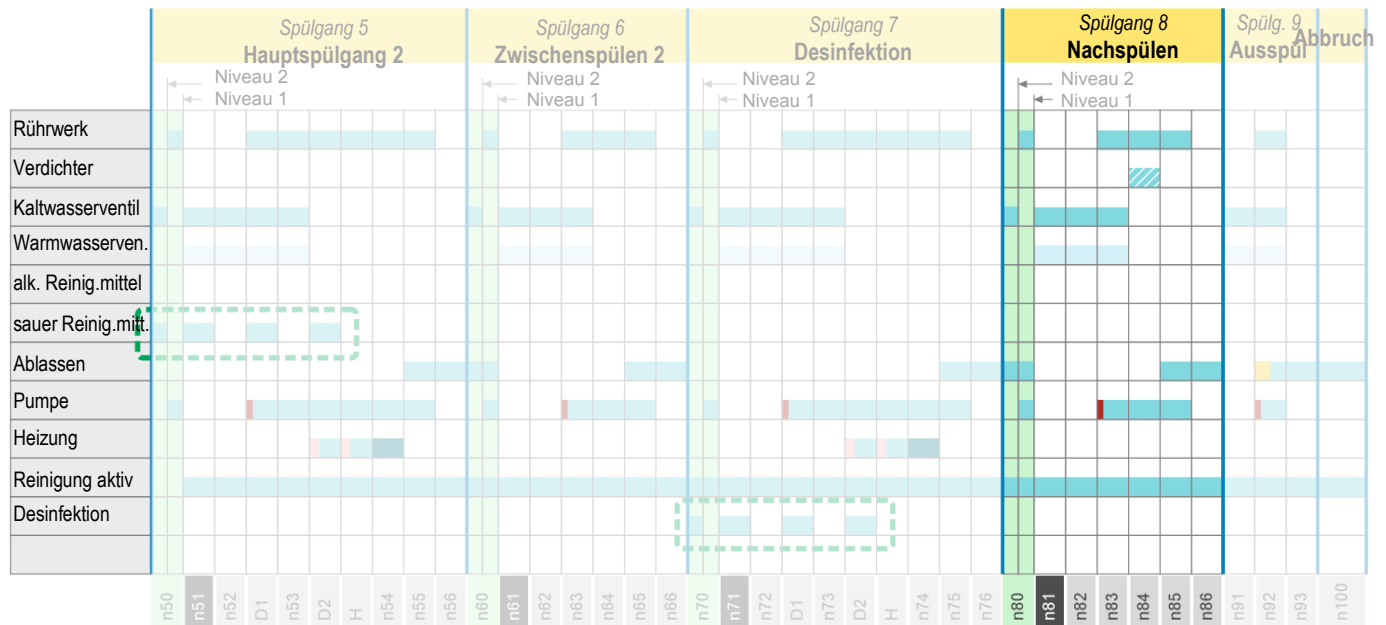 Spülgang 5
Hauptspülgang 2
Spülgang 6
Zwischenspülen 2
Spülgang 7
Desinfektion
Spülgang 8
Nachspülen
Spülg. 9
Ausspül
Abbruch
Niveau 2
Niveau 1
Niveau 2
Niveau 1
Niveau 2
Niveau 1
Niveau 2
Niveau 1
Rührwerk
Verdichter
Kaltwasserventil
Warmwasserven.
alk. Reinig.mittel
sauer Reinig.mitt.
Ablassen
Pumpe
Heizung
Reinigung aktiv
Desinfektion
n50 n51 n52 D1 n53 D2 H n54 n55 n56 n60 n61 n62 n63 n64 n65 n66 n70 n71 n72 D1 n73 D2 H n74 n75 n76 n80 n81 n82 n83 n84 n85 n86 n91 n92 n93 n100